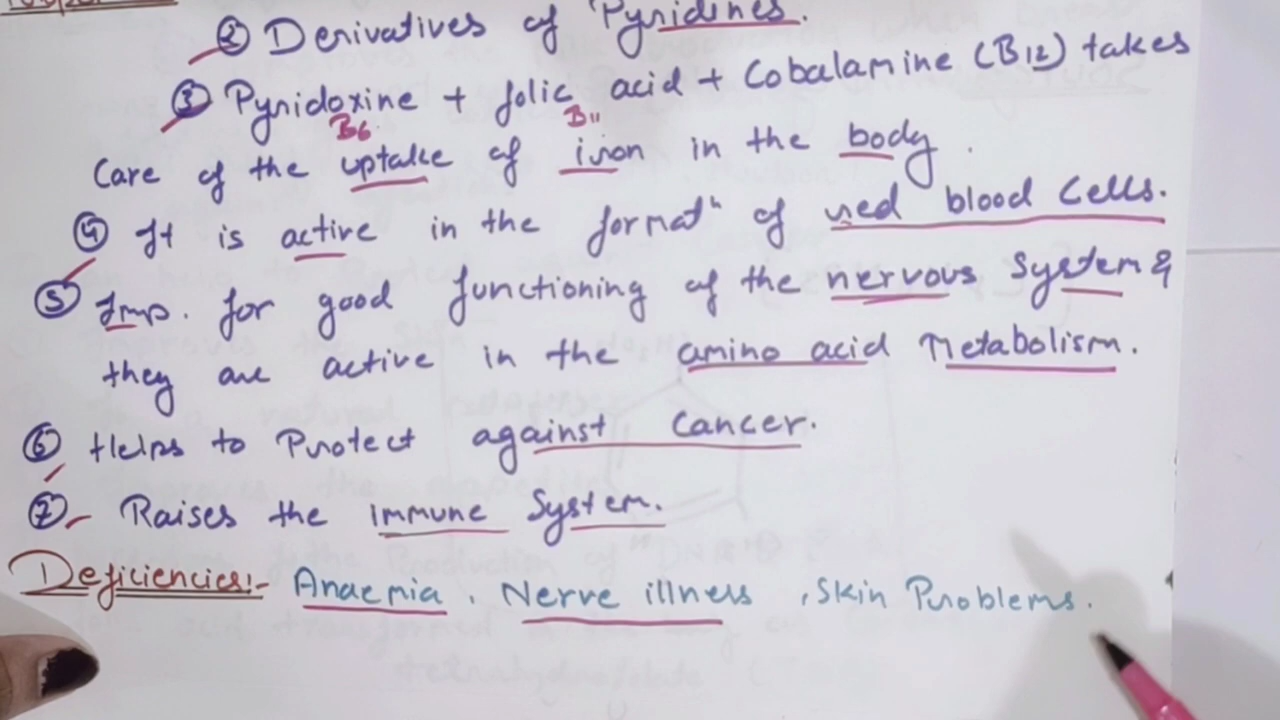 ② Derivatives of Pyridines.
③ Pyridoxine + folic acid + Cobalamine (B12) takes
B6 B11
Care of the uptake of iron in the body.
④ It is active in the formatn of red blood Cells.
⑤ Imp. for good functioning of the nervous System &
they are active in the amino acid Metabolism.
⑥ Helps to Protect against Cancer.
⑦ Raises the immune System.
Deficiencies:- Anaemia, Nerve illness, Skin Problems.